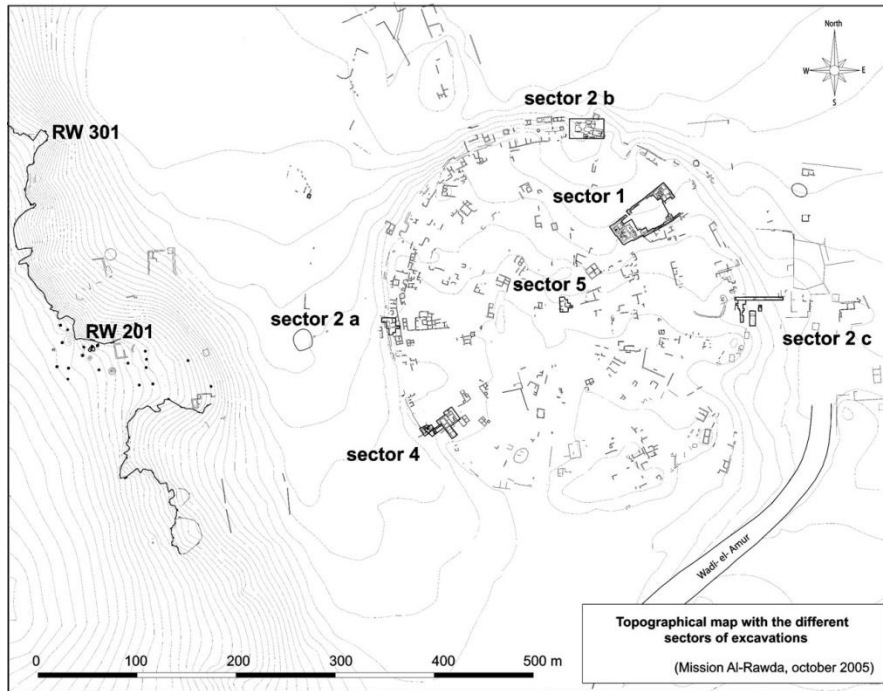 North
W
E
S
sector 2 b
RW 301
sector 1
sector 5
sector 2 a
RW 201
sector 2 c
sector 4
Wadi- el- Amur
Topographical map with the different
sectors of excavations
(Mission Al-Rawda, october 2005)
0 100 200 300 400 500 m